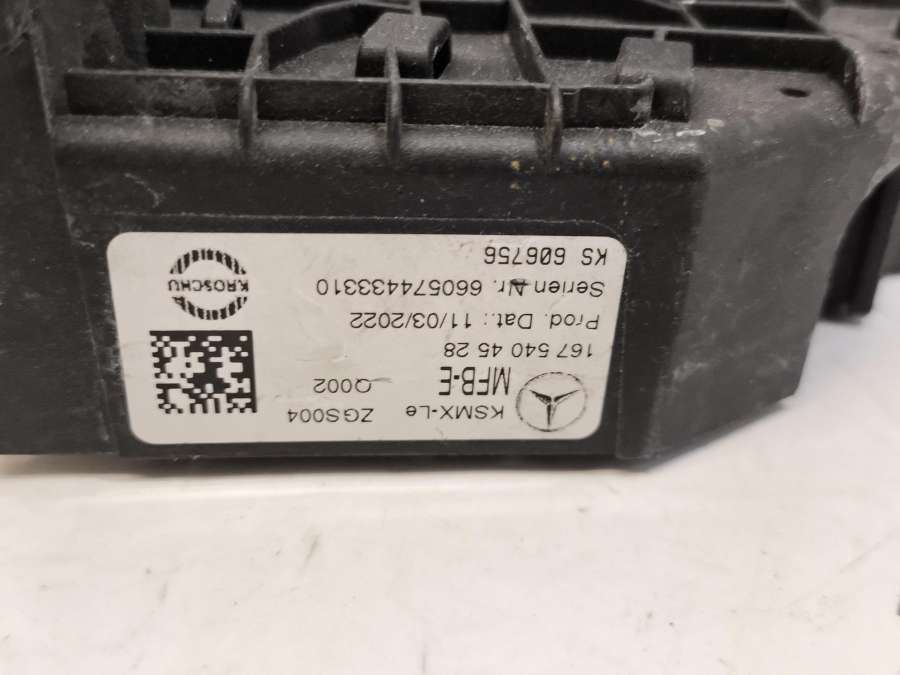 KSMX-Le ZGS004
MFB-E Q002
167 540 45 28
Prod. Dat.: 11/03/2022
Serien Nr. 660574433310
KS 606756
KROSCHU